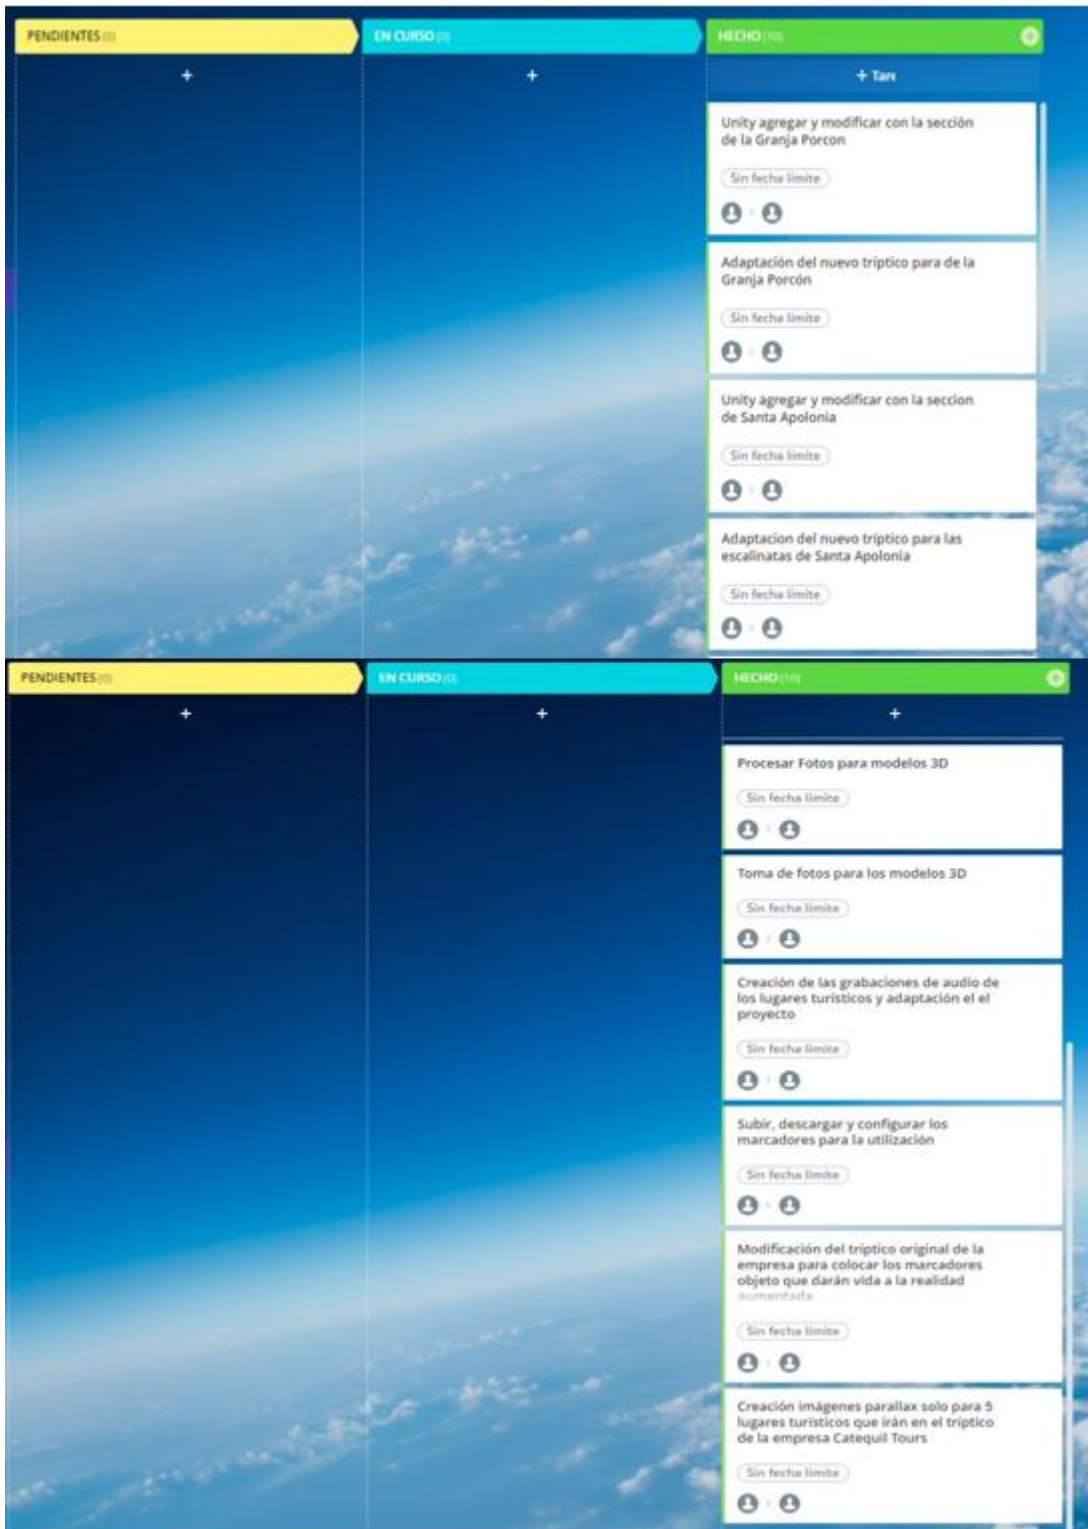 PENDIENTES (0)
EN CURSO (0)
HECHO (10)
+
+
+ Tare
Unity agregar y modificar con la sección
de la Granja Porcon
Sin fecha límite
Adaptación del nuevo tríptico para de la
Granja Porcón
Sin fecha límite
Unity agregar y modificar con la seccion
de Santa Apolonia
Sin fecha límite
Adaptacion del nuevo tríptico para las
escalinatas de Santa Apolonia
Sin fecha límite
PENDIENTES (0)
EN CURSO (0)
HECHO (10)
+
+
+
Procesar Fotos para modelos 3D
Sin fecha límite
Toma de fotos para los modelos 3D
Sin fecha límite
Creación de las grabaciones de audio de
los lugares turísticos y adaptación el el
proyecto
Sin fecha límite
Subir, descargar y configurar los
marcadores para la utilización
Sin fecha límite
Modificación del tríptico original de la
empresa para colocar los marcadores
objeto que darán vida a la realidad
aumentada
Sin fecha límite
Creación imágenes parallax solo para 5
lugares turísticos que irán en el tríptico
de la empresa Catequil Tours
Sin fecha límite